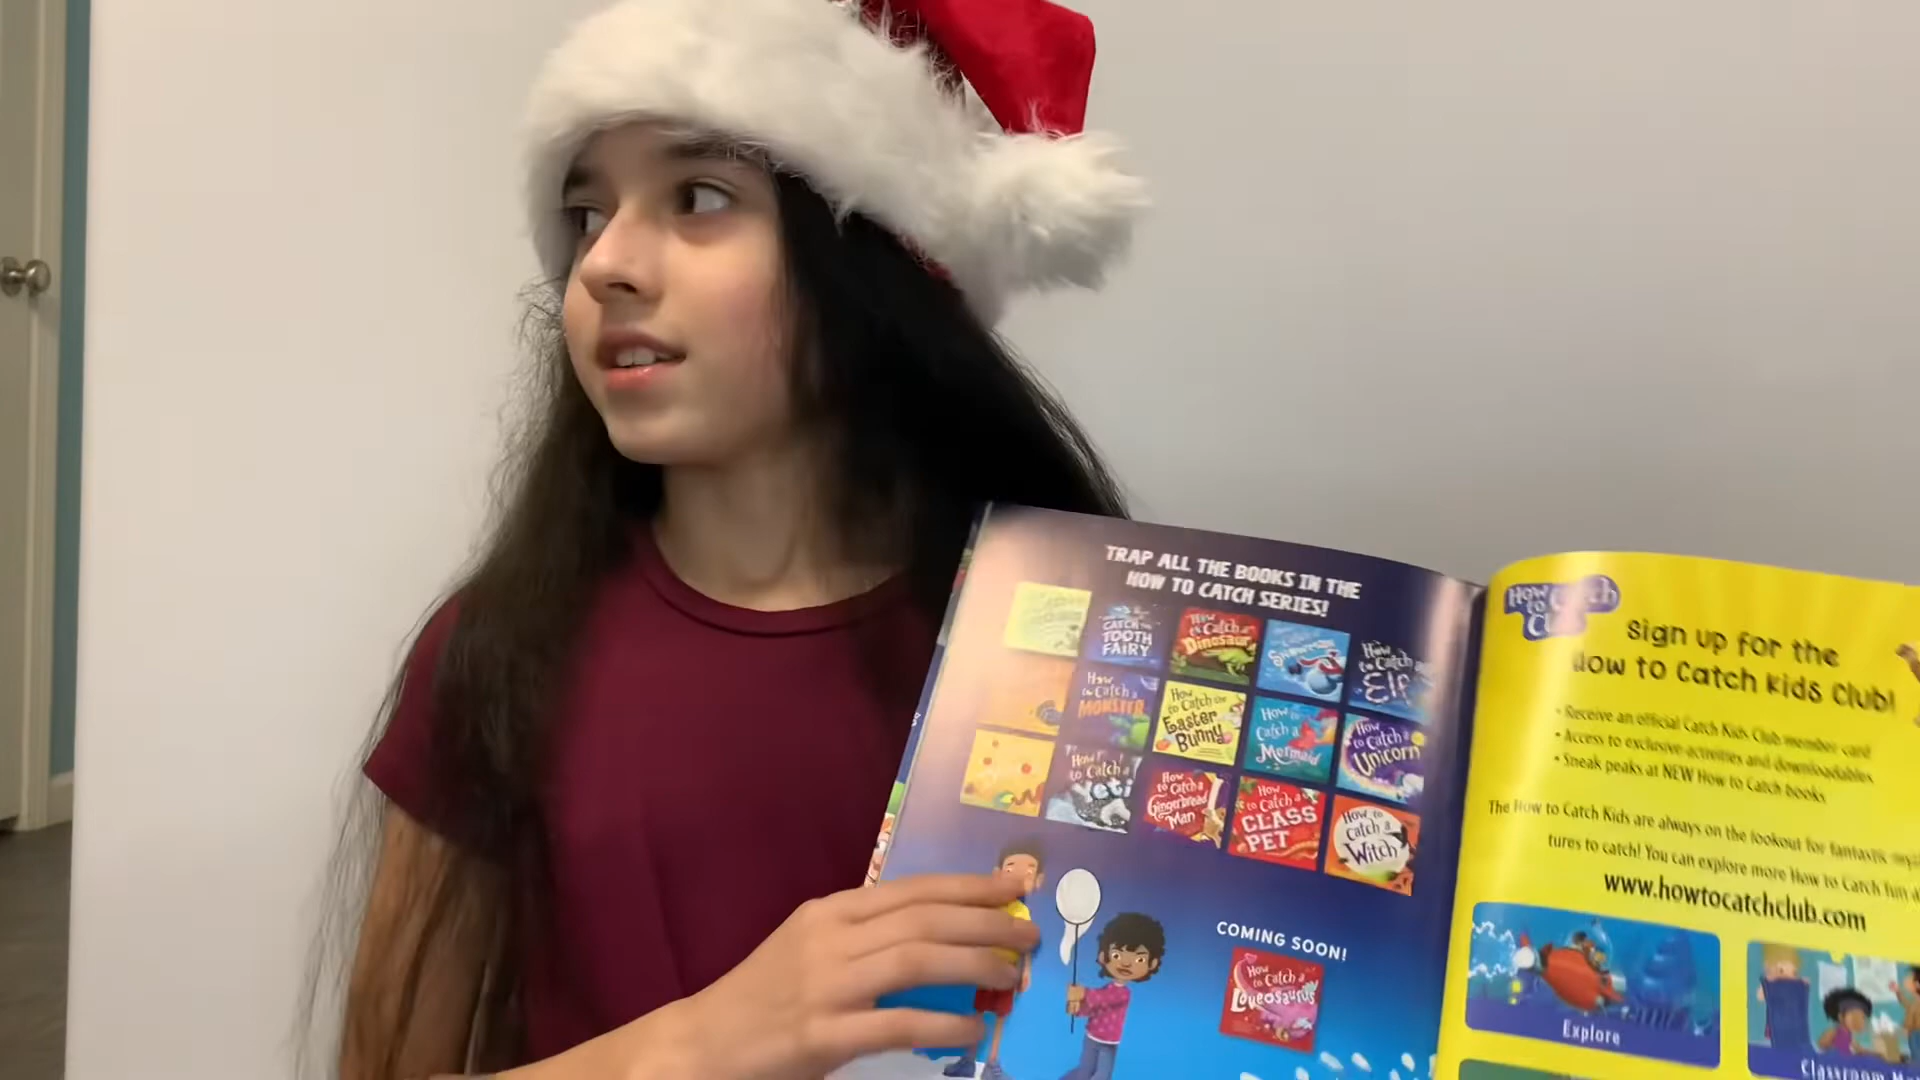 TRAP ALL THE BOOKS IN THE
HOW TO CATCH SERIES!
CATCH the
TOOTH
FAIRY
How
to Catch a
Dinosaur
Snowman
How
to Catch an
Elf
How
to Catch a
MONSTER
How
to Catch the
Easter
Bunny
How to
Catch a
Mermaid
How
to Catch a
Unicorn
How
to Catch a
Yeti
How
to Catch a
Gingerbread
Man
How
to Catch a
CLASS
PET
How to
Catch a
Witch
COMING SOON!
How
to Catch a
Loveosaurus
How
to Catch
Sign up for the
How to Catch Kids Club!
• Receive an official Catch Kids Club member card
• Access to exclusive activities and downloadables
• Sneak peaks at NEW How to Catch books
The How to Catch Kids are always on the lookout for fantastic
tures to catch! You can explore more How to Catch fun
www.howtocatchclub.com
Explore
Classroom